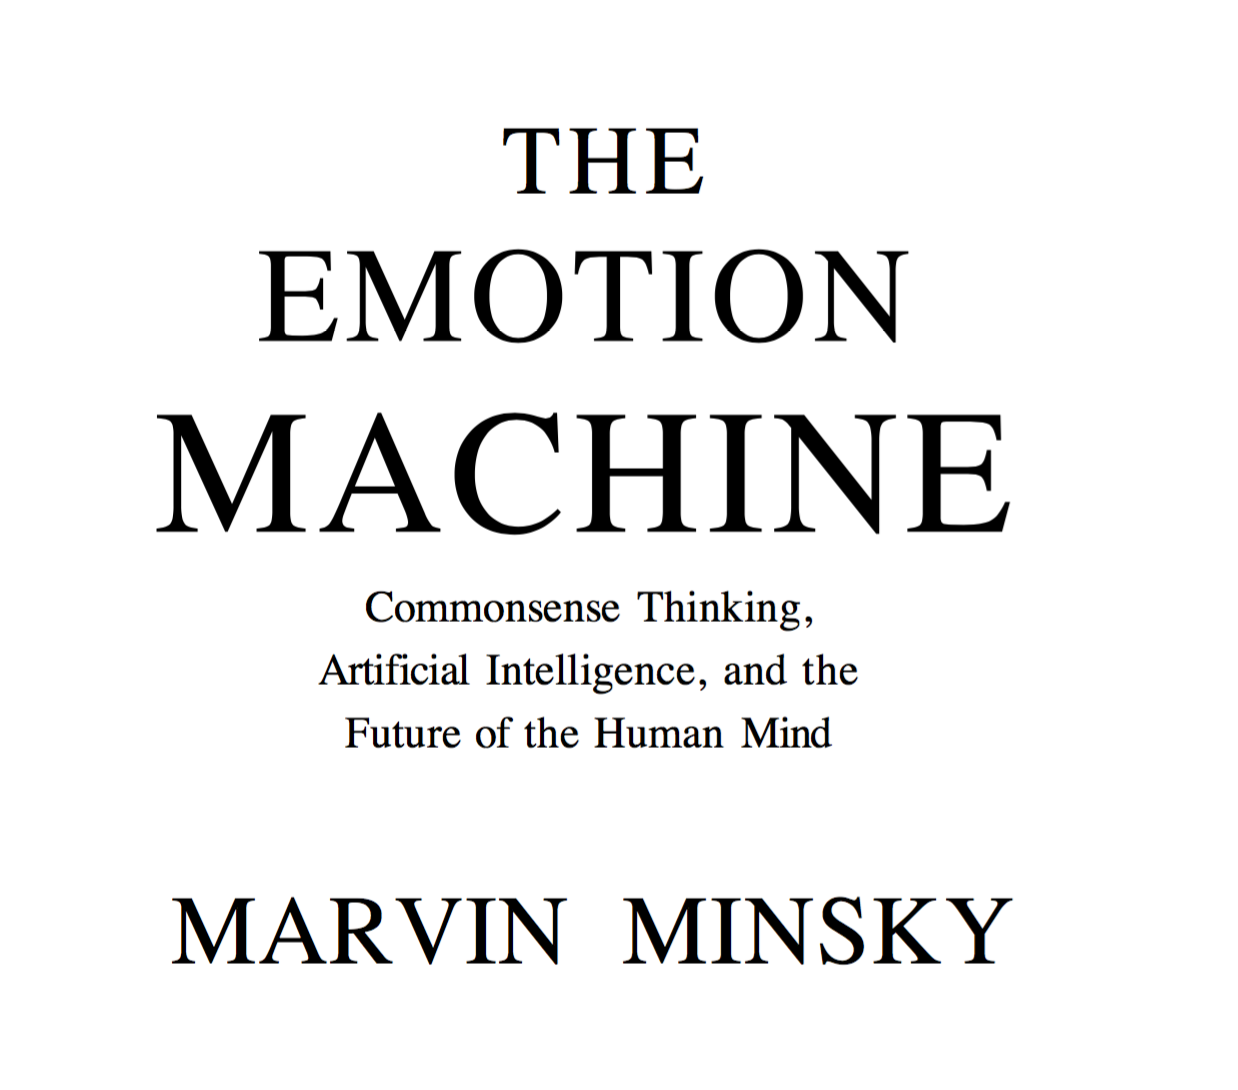 THE
EMOTION
MACHINE
Commonsense Thinking,
Artificial Intelligence, and the
Future of the Human Mind
MARVIN MINSKY